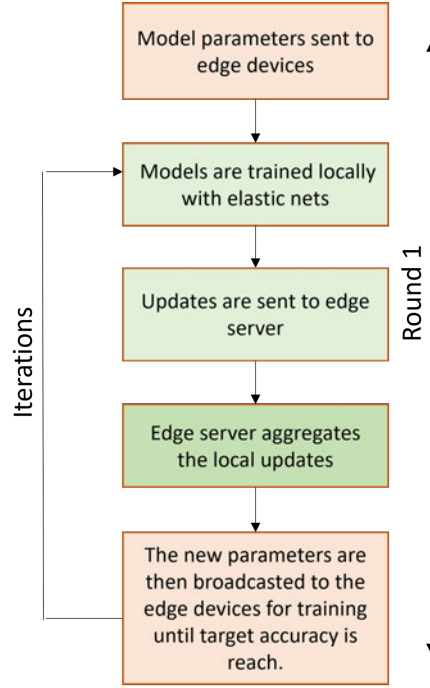 Model parameters sent to
edge devices
Models are trained locally
with elastic nets
Updates are sent to edge
server
Edge server aggregates
the local updates
The new parameters are
then broadcasted to the
edge devices for training
until target accuracy is
reach.
Iterations
Round 1